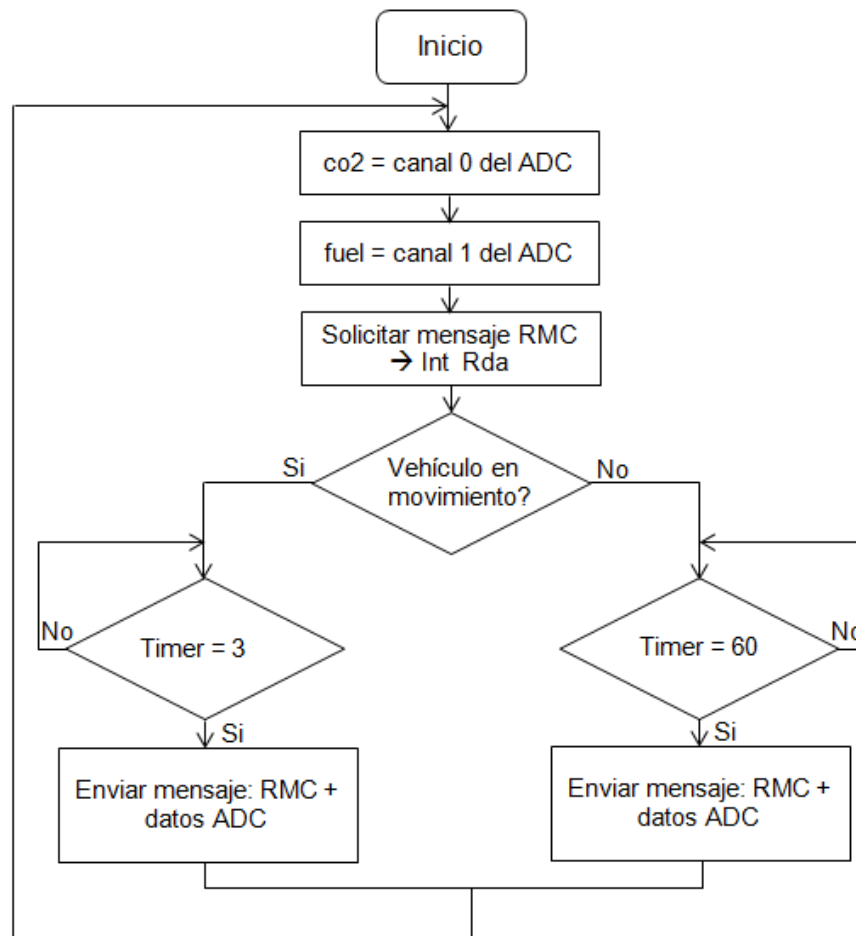 Inicio
co2 = canal 0 del ADC
fuel = canal 1 del ADC
Solicitar mensaje RMC
→ Int Rda
Si
Vehículo en
movimiento?
No
No
Timer = 3
Timer = 60
No
Si
Si
Enviar mensaje: RMC +
datos ADC
Enviar mensaje: RMC +
datos ADC